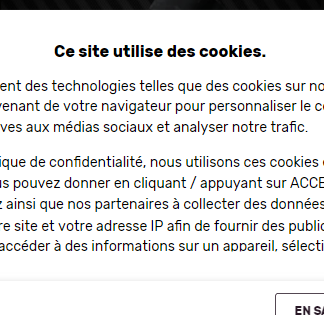 Ce site utilise des cookies.
ent des technologies telles que des cookies sur no
venant de votre navigateur pour personnaliser le c
ves aux médias sociaux et analyser notre trafic.
ique de confidentialité, nous utilisons ces cookies
us pouvez donner en cliquant / appuyant sur ACCE
z ainsi que nos partenaires à collecter des données
re site et votre adresse IP afin de fournir des public
accéder à des informations sur un appareil, sélecti
EN SA